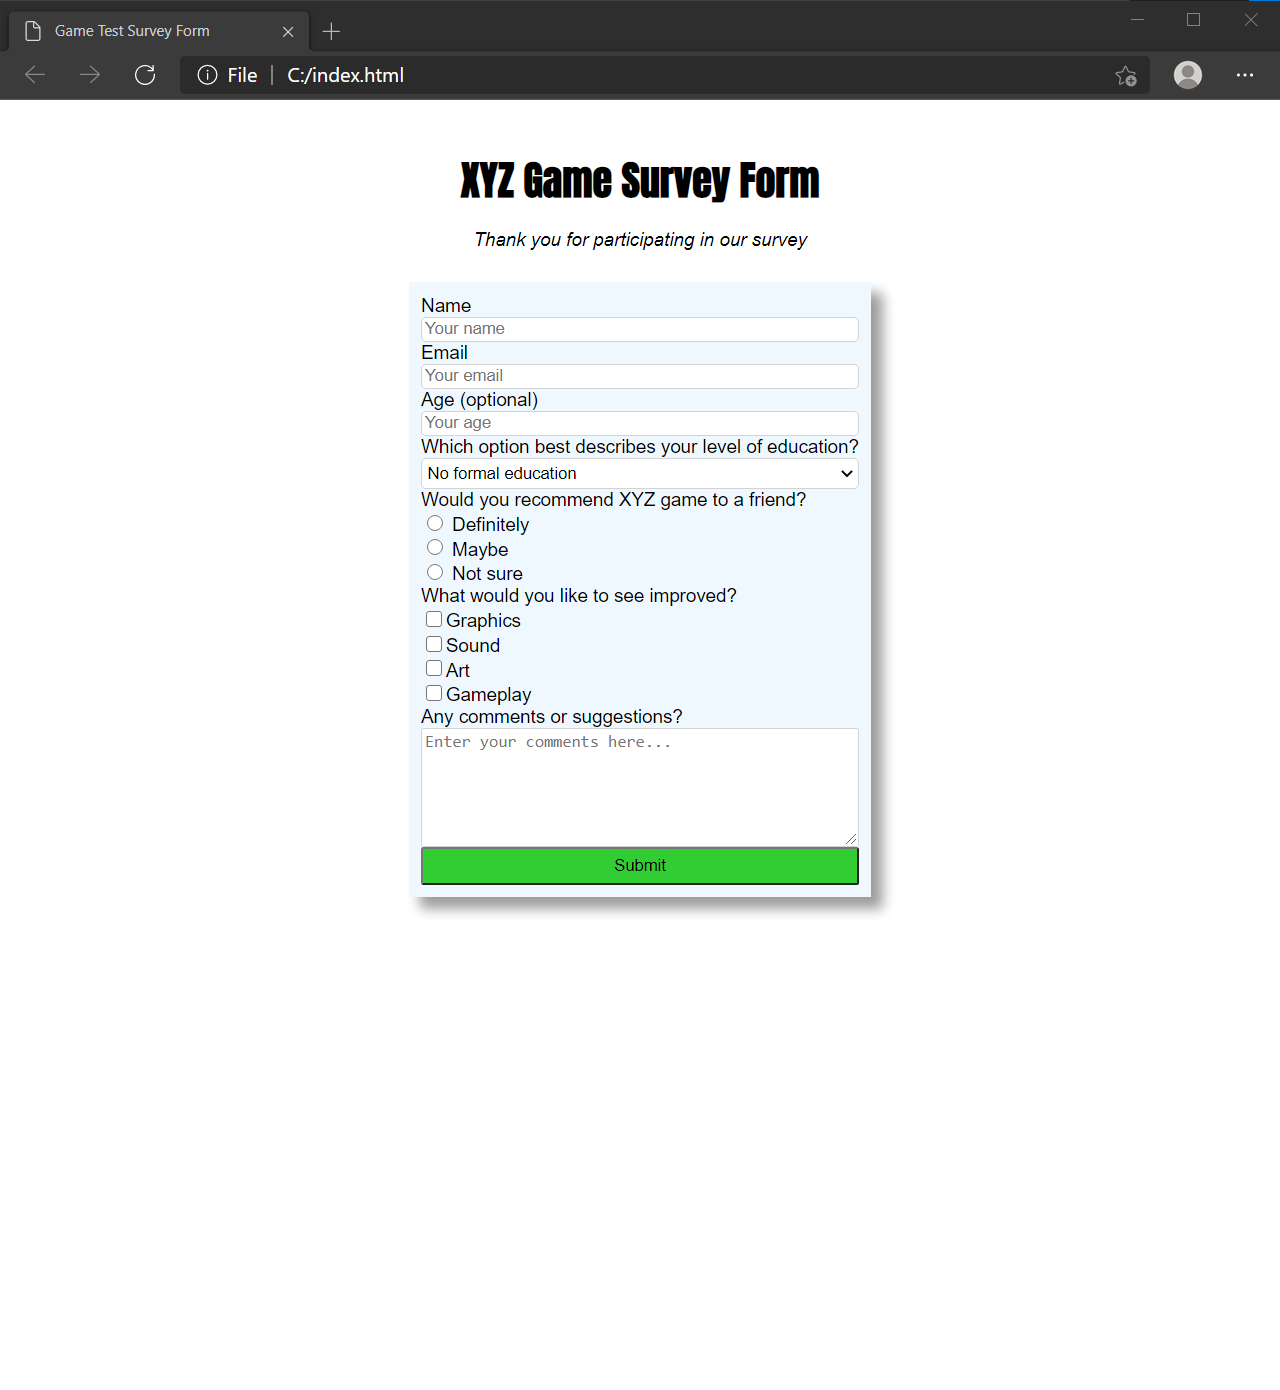 Game Test Survey Form
File
C:/index.html
XYZ Game Survey Form
Thank you for participating in our survey
Name
Your name
Email
Your email
Age (optional)
Your age
Which option best describes your level of education?
No formal education
Would you recommend XYZ game to a friend?
Definitely
Maybe
Not sure
What would you like to see improved?
Graphics
Sound
Art
Gameplay
Any comments or suggestions?
Enter your comments here...
Submit